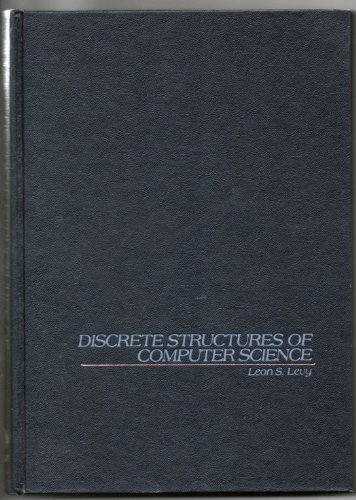 DISCRETE STRUCTURES OF
COMPUTER SCIENCE
Leon S. Levy